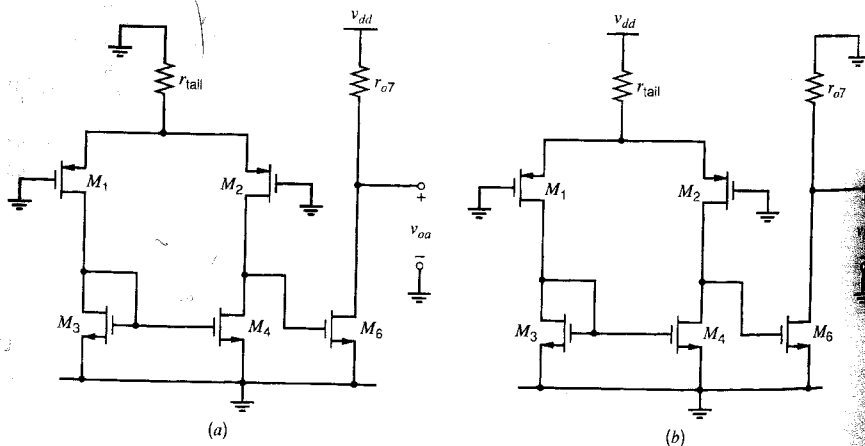 v_dd
r_tail
r_o7
M_1
M_2
+
v_oa
−
M_3
M_4
M_6
(a)
v_dd
r_tail
r_o7
M_1
M_2
M_3
M_4
M_6
(b)